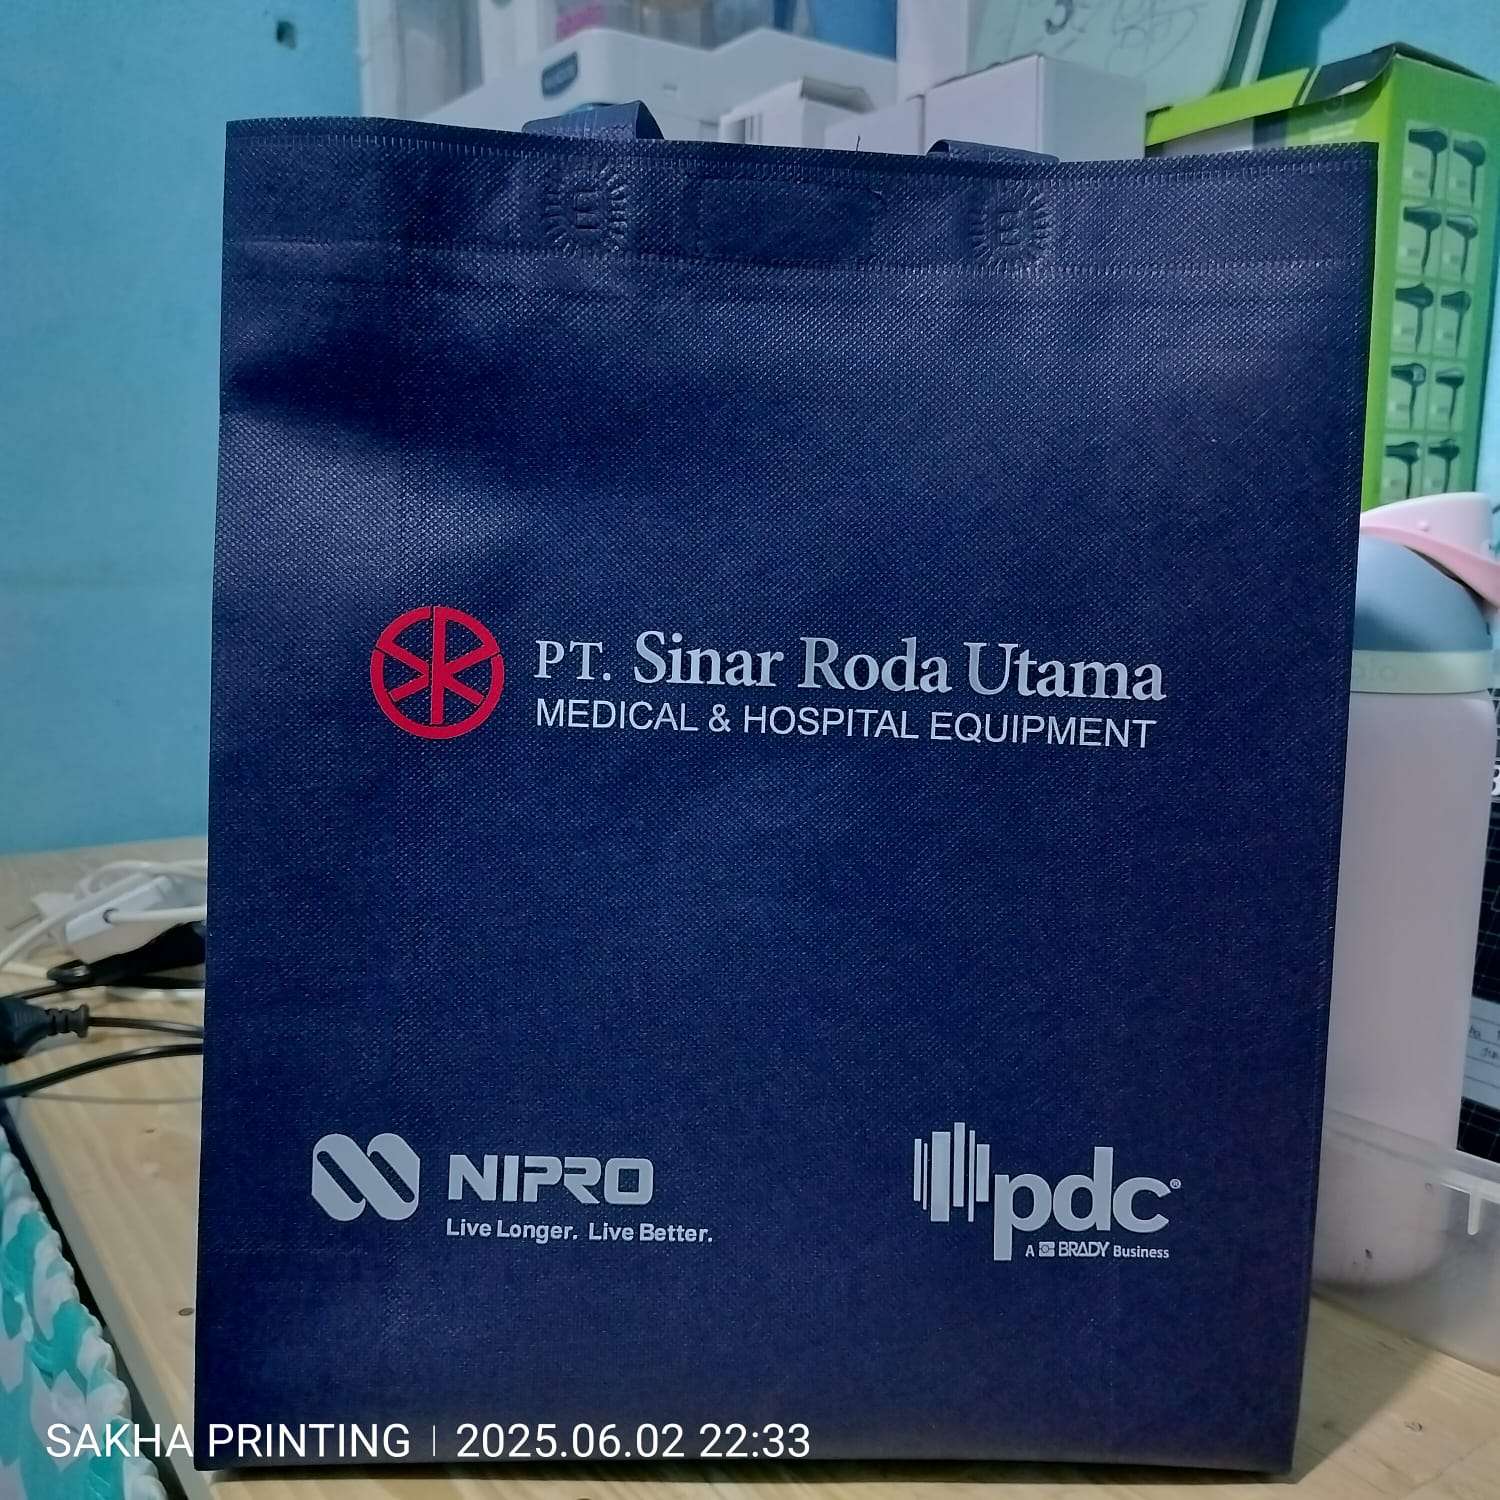 PT. Sinar Roda Utama
MEDICAL & HOSPITAL EQUIPMENT
NIPRO
Live Longer. Live Better.
pdc®
A BRADY Business
SAKHA PRINTING | 2025.06.02 22:33